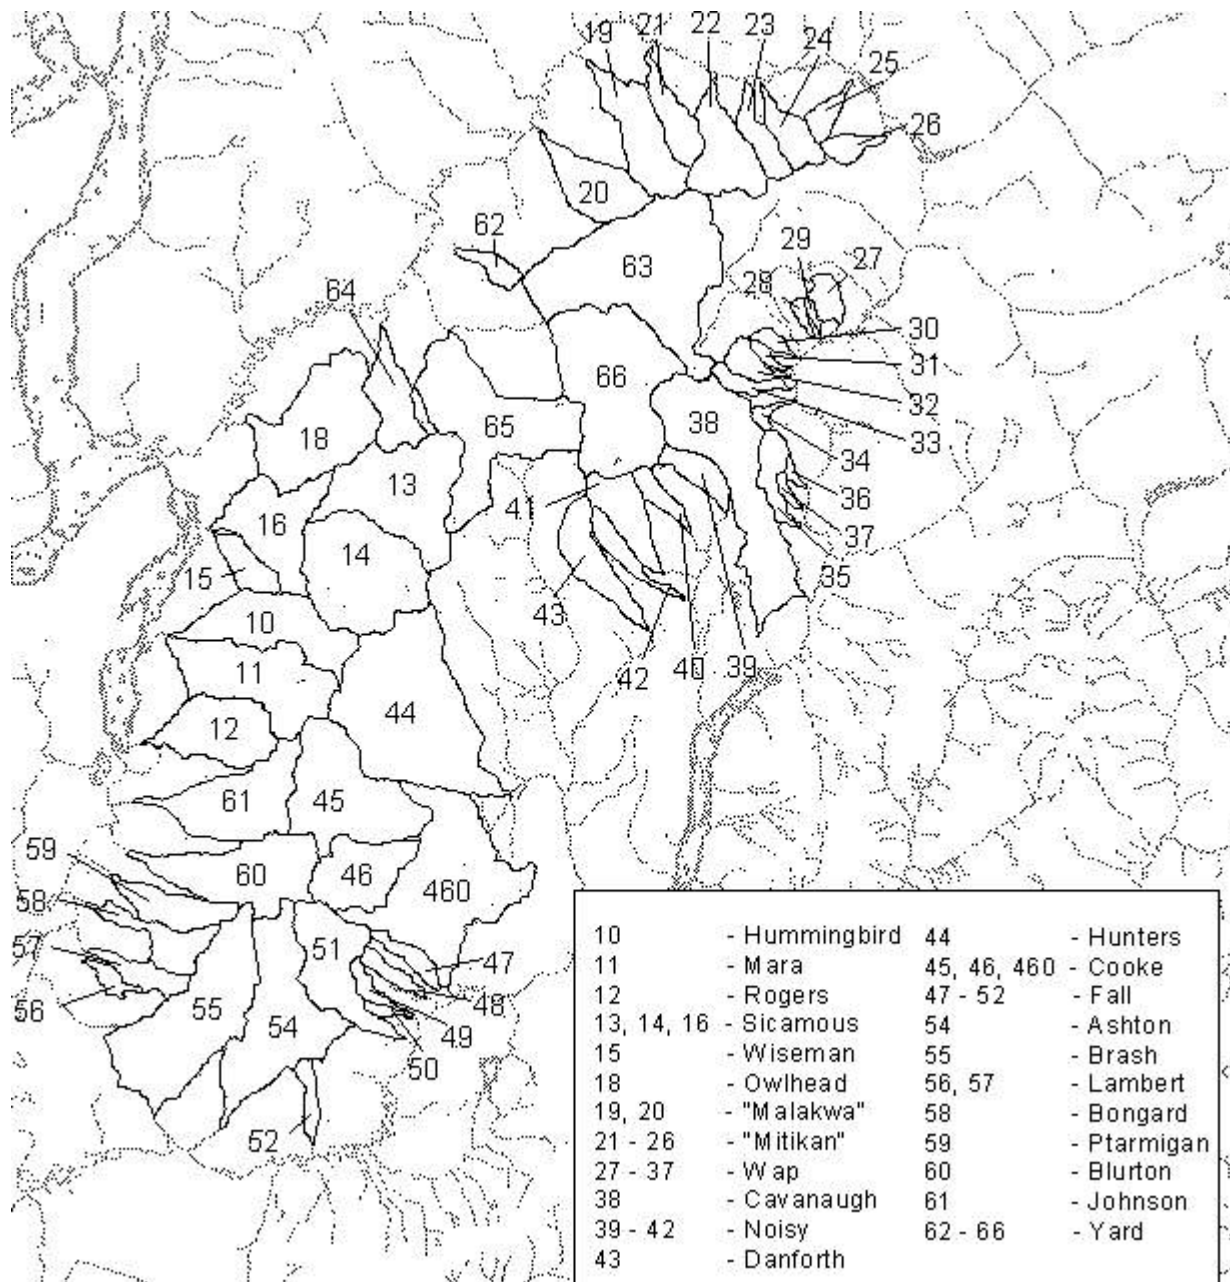 19 21 22 23 24
25
26
20
62
63
29 27
28
64
30
31
66
32
38
33
18
65
34
13
36
41
16
37
14
15
35
43
10
42 40 39
11
44
12
61 45
59
60 46 460
58
51
57
47
55
48
56
54
49
50
52
10 - Hummingbird 44 - Hunters
11 - Mara 45, 46, 460 - Cooke
12 - Rogers 47 - 52 - Fall
13, 14, 16 - Sicamous 54 - Ashton
15 - Wiseman 55 - Brash
18 - Owlhead 56, 57 - Lambert
19, 20 - "Malakwa" 58 - Bongard
21 - 26 - "Mitikan" 59 - Ptarmigan
27 - 37 - Wap 60 - Blurton
38 - Cavanaugh 61 - Johnson
39 - 42 - Noisy 62 - 66 - Yard
43 - Danforth